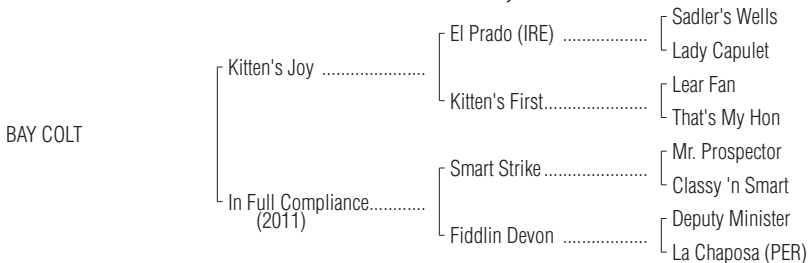 Sadler's Wells
El Prado (IRE) ..................
Lady Capulet
Kitten's Joy ......................
Lear Fan
Kitten's First......................
That's My Hon
BAY COLT
Mr. Prospector
Smart Strike......................
Classy 'n Smart
In Full Compliance............
(2011)
Deputy Minister
Fiddlin Devon ..................
La Chaposa (PER)